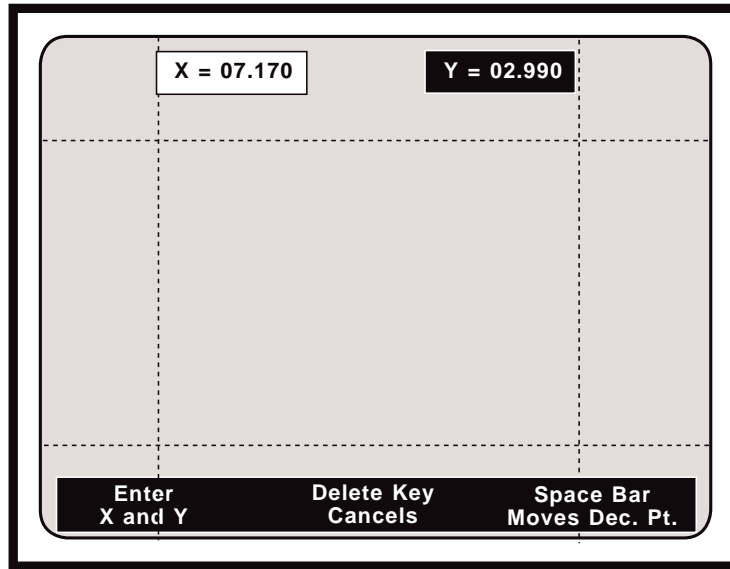 X = 07.170
Y = 02.990
Enter
X and Y
Delete Key
Cancels
Space Bar
Moves Dec. Pt.